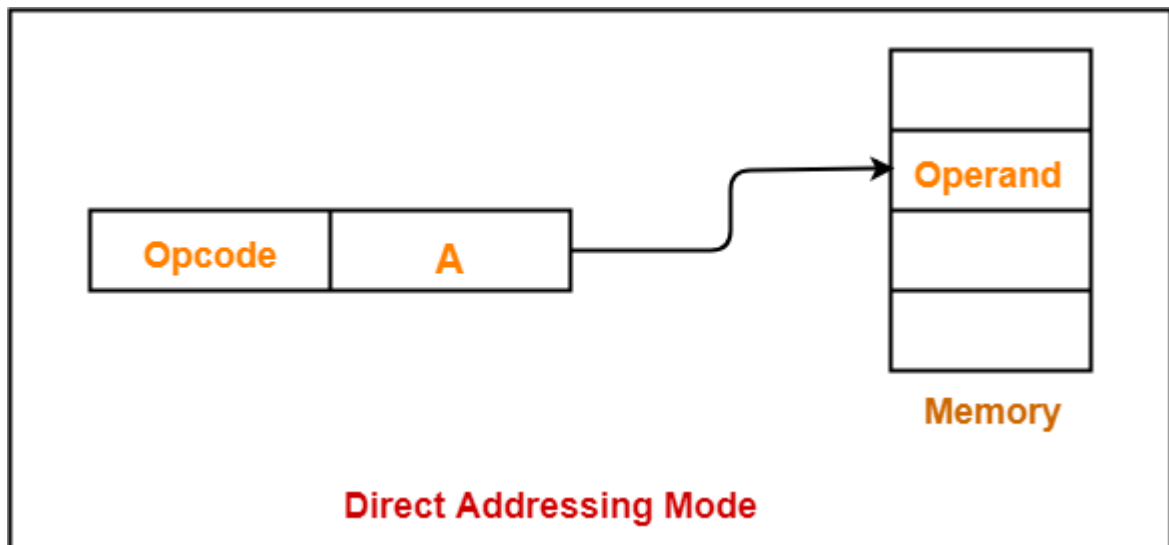 Operand
Opcode A
Memory
Direct Addressing Mode